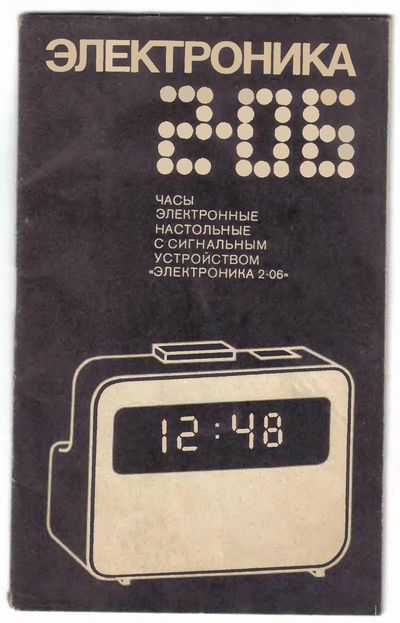 ЭЛЕКТРОНИКА
2-06
ЧАСЫ
ЭЛЕКТРОННЫЕ
НАСТОЛЬНЫЕ
С СИГНАЛЬНЫМ
УСТРОЙСТВОМ
«ЭЛЕКТРОНИКА 2-06»
12:48